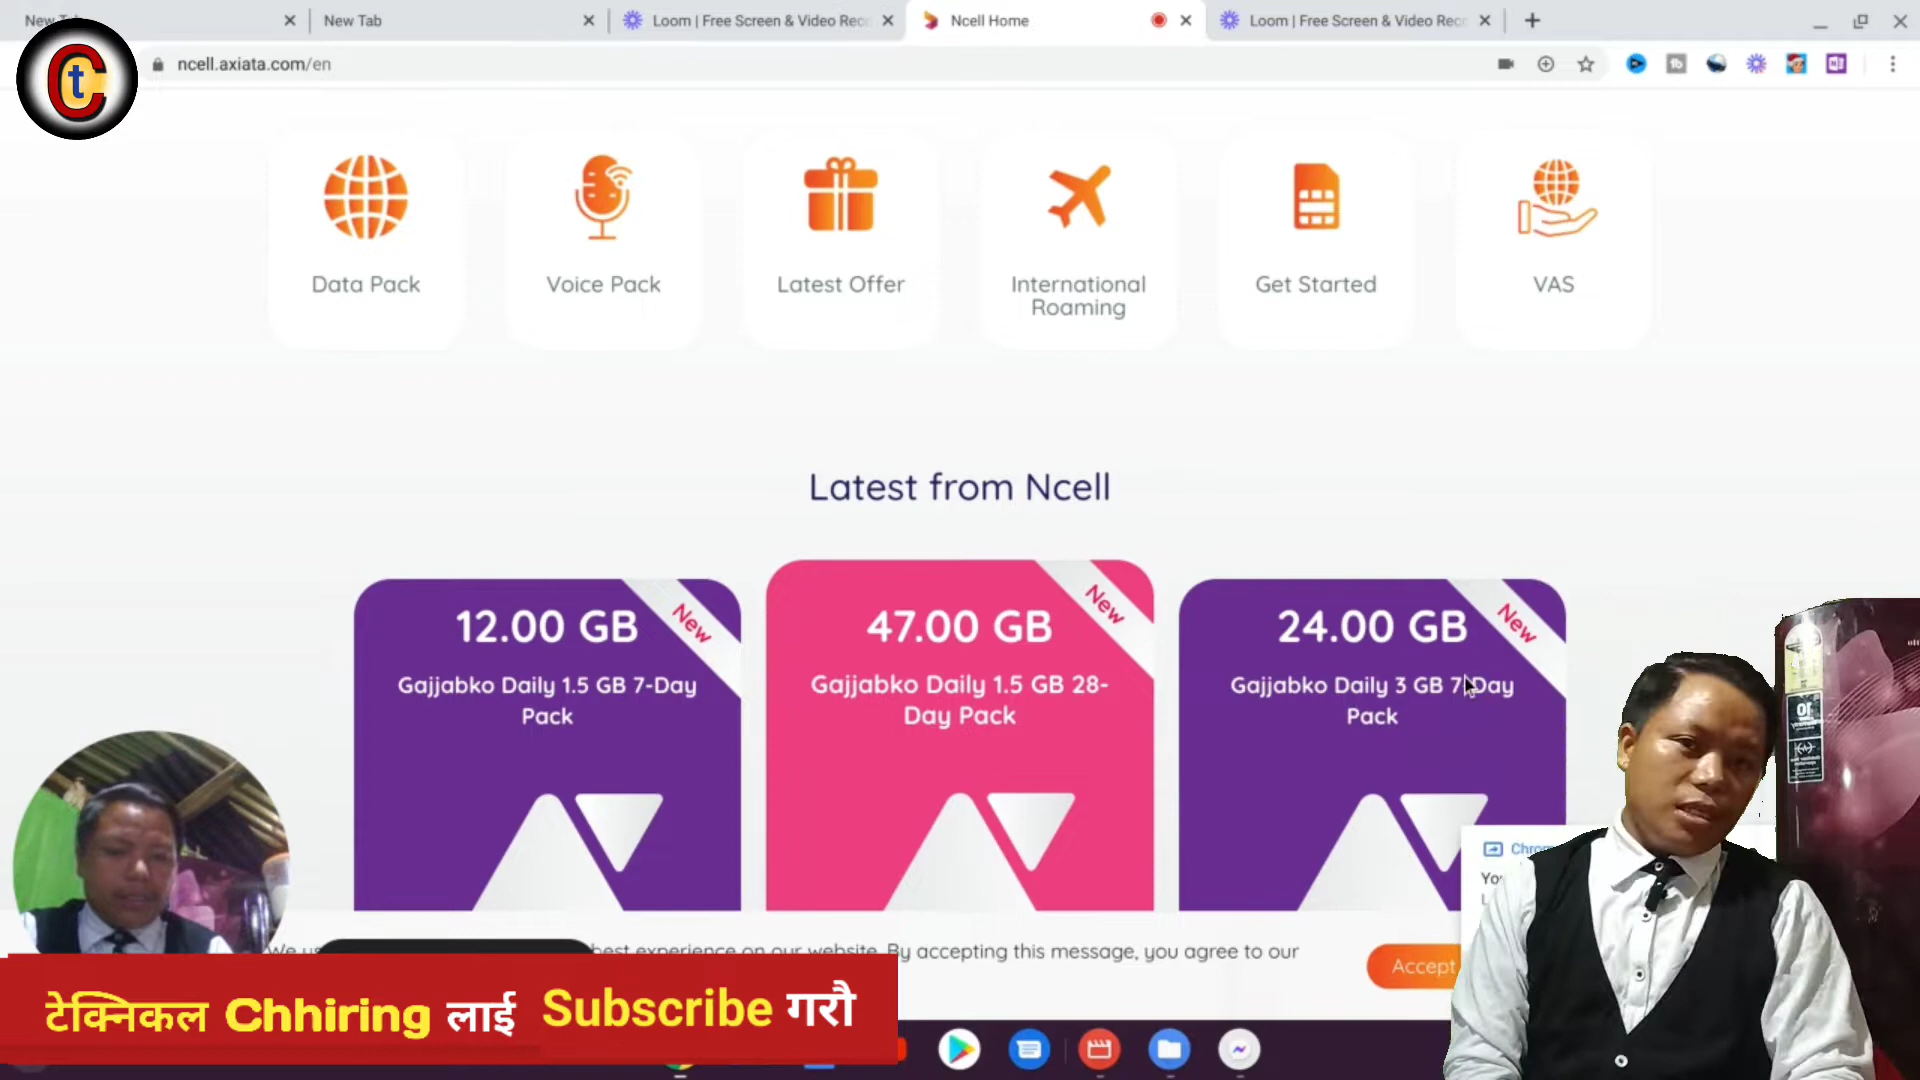 New Tab
Loom | Free Screen & Video Rec
Ncell Home
Loom | Free Screen & Video Rec
ncell.axiata.com/en
Ct
Data Pack
Voice Pack
Latest Offer
International
Roaming
Get Started
VAS
Latest from Ncell
12.00 GB
New
Gajjabko Daily 1.5 GB 7-Day
Pack
47.00 GB
New
Gajjabko Daily 1.5 GB 28-
Day Pack
24.00 GB
New
Gajjabko Daily 3 GB 7-Day
Pack
best experience on our website. By accepting this message, you agree to our
Accept
टेक्निकल Chhiring लाई Subscribe गरौ